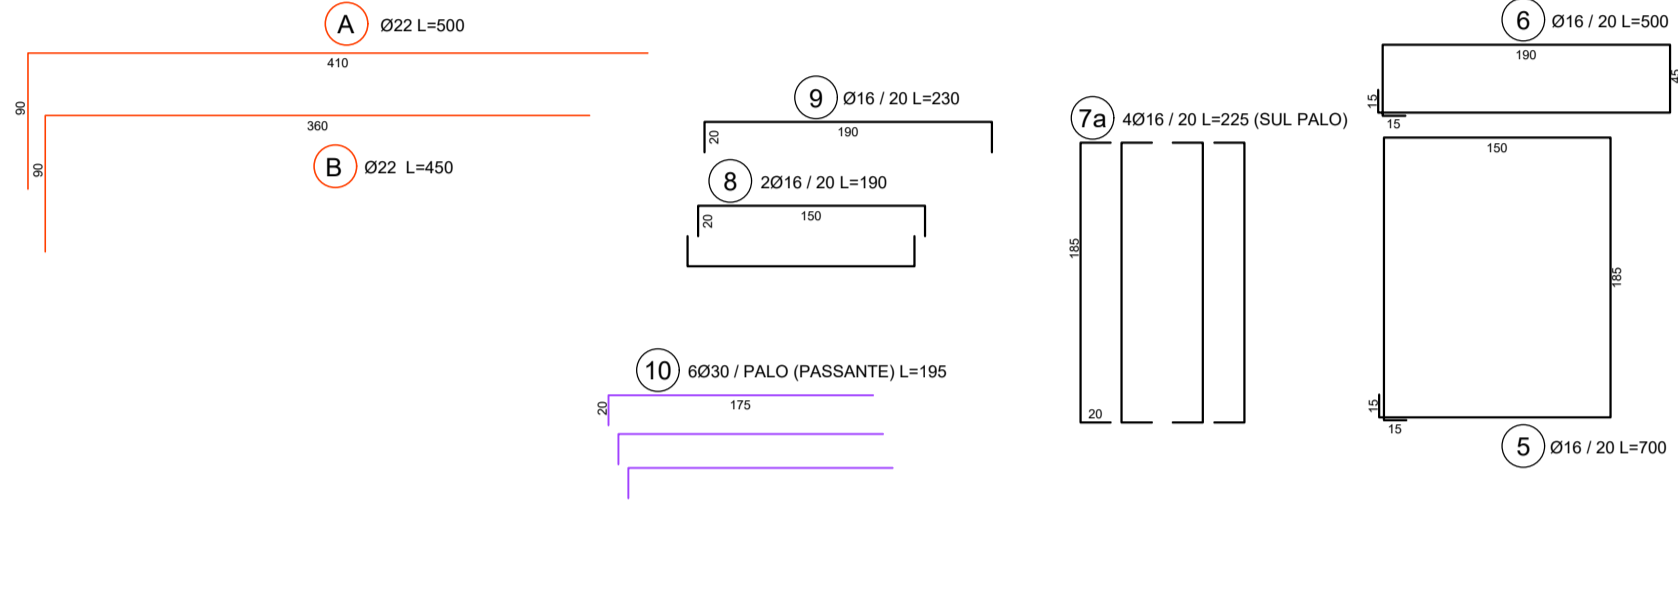 A Ø22 L=500
410
90
360
90
B Ø22 L=450
9 Ø16 / 20 L=230
20
190
8 2Ø16 / 20 L=190
20
150
10 6Ø30 / PALO (PASSANTE) L=195
20
175
7a 4Ø16 / 20 L=225 (SUL PALO)
185
20
6 Ø16 / 20 L=500
190
45
15
15
150
185
15
15
5 Ø16 / 20 L=700